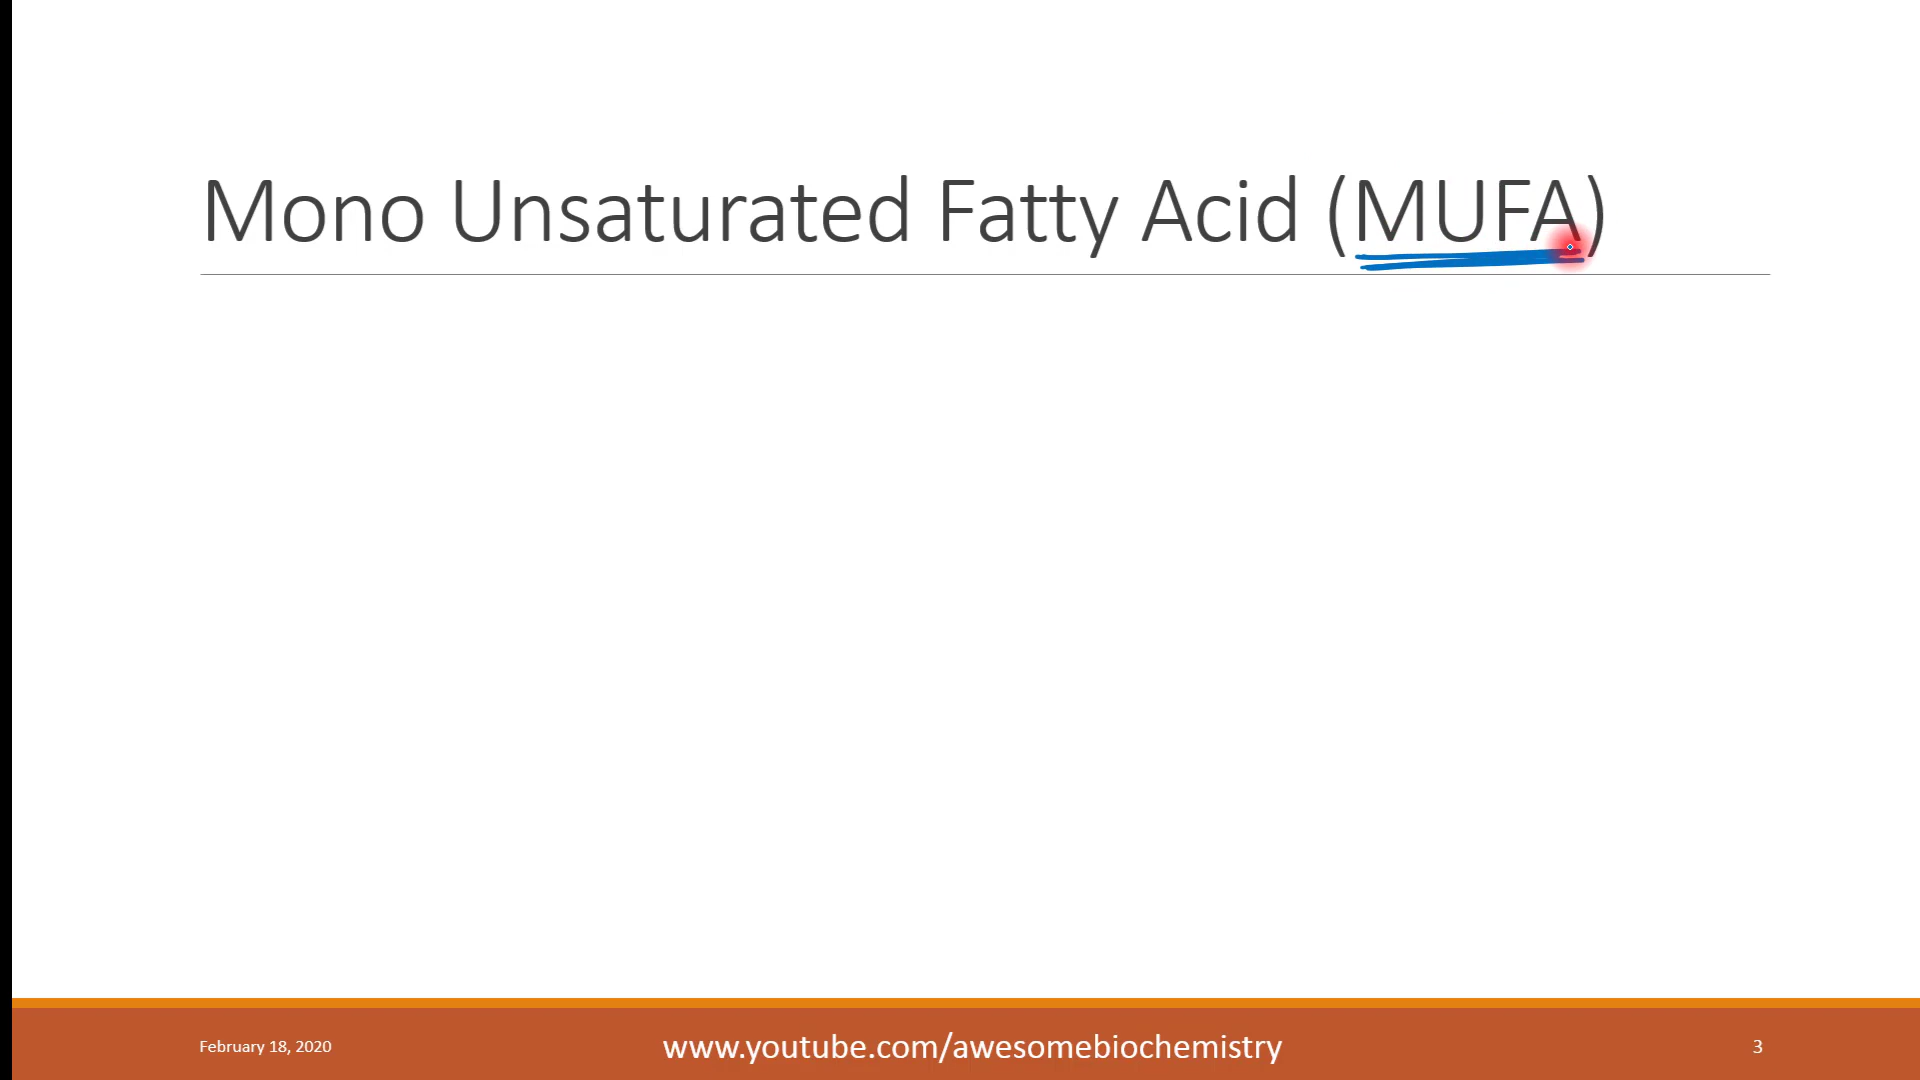 Mono Unsaturated Fatty Acid (MUFA)
February 18, 2020
www.youtube.com/awesomebiochemistry
3